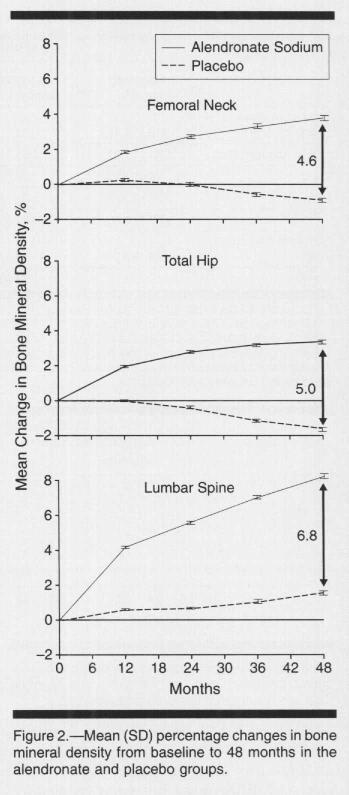 Alendronate Sodium
Placebo
Mean Change in Bone Mineral Density, %
Femoral Neck
8
6
4
2
0
−2
4.6
Total Hip
8
6
4
2
0
−2
5.0
Lumbar Spine
8
6
4
2
0
−2
6.8
0 6 12 18 24 30 36 42 48
Months
Figure 2.—Mean (SD) percentage changes in bone
mineral density from baseline to 48 months in the
alendronate and placebo groups.